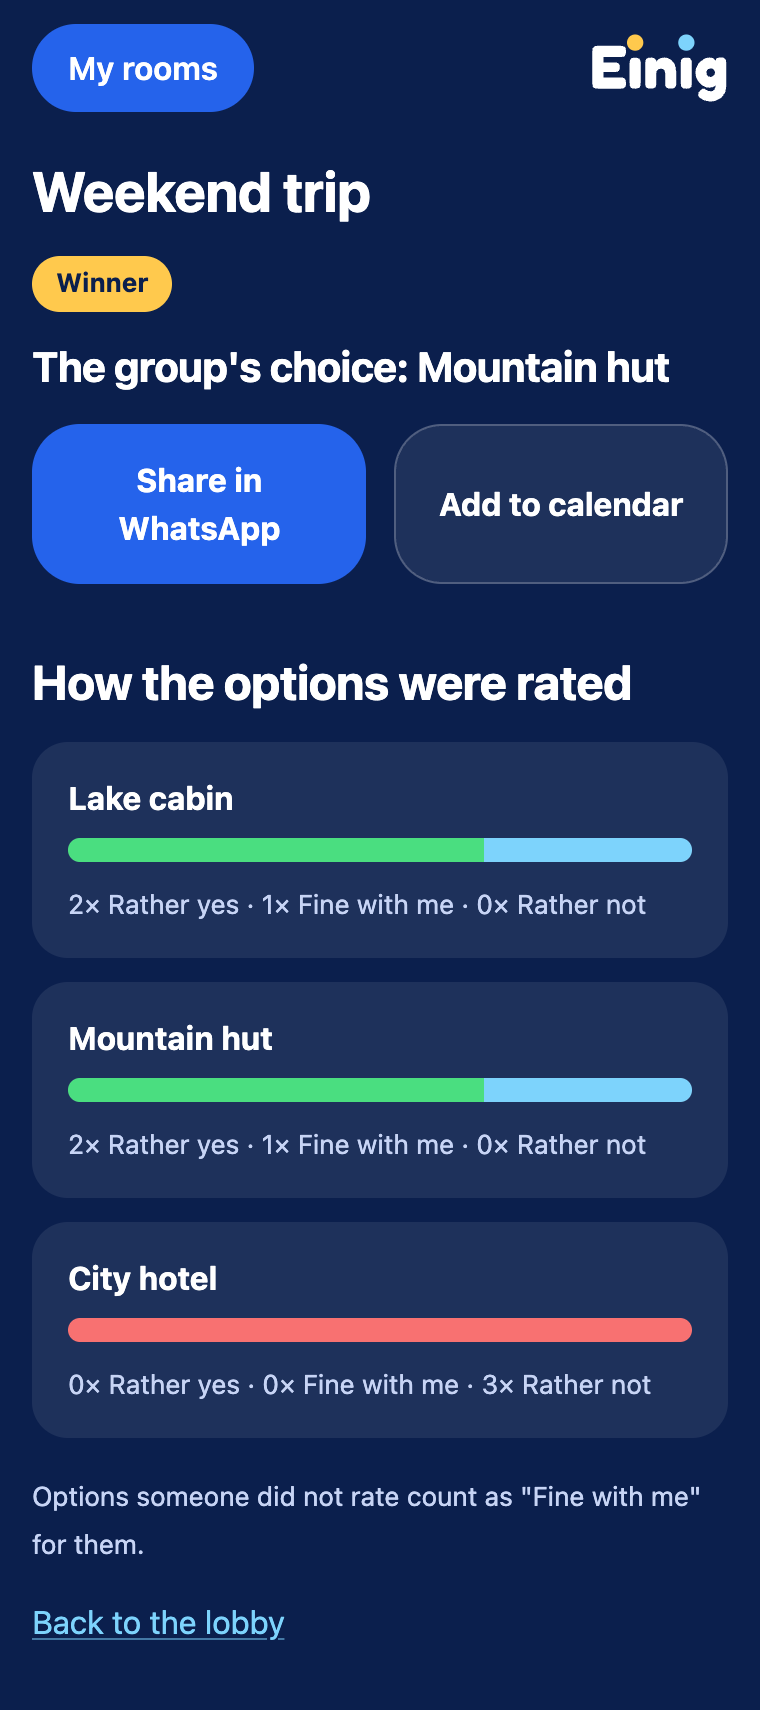 My rooms
Einig
Weekend trip
Winner
The group's choice: Mountain hut
Share in
WhatsApp
Add to calendar
How the options were rated
Lake cabin
2× Rather yes · 1× Fine with me · 0× Rather not
Mountain hut
2× Rather yes · 1× Fine with me · 0× Rather not
City hotel
0× Rather yes · 0× Fine with me · 3× Rather not
Options someone did not rate count as "Fine with me"
for them.
Back to the lobby